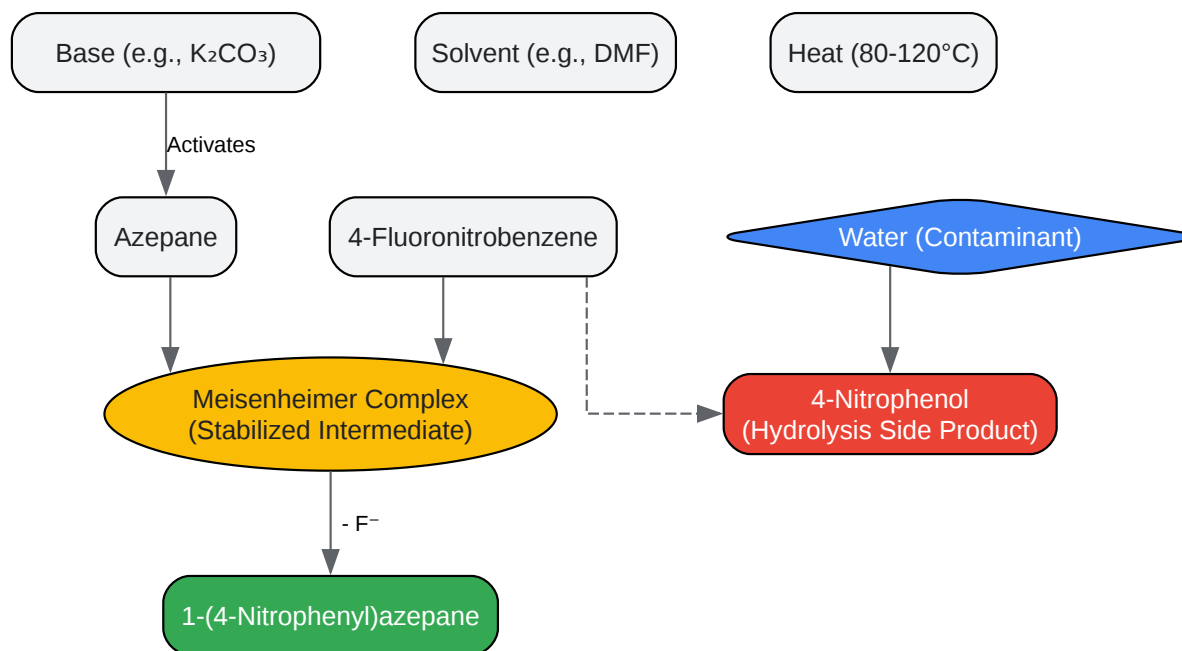 Base (e.g., K₂CO₃)
Solvent (e.g., DMF)
Heat (80-120°C)
Activates
Azepane
4-Fluoronitrobenzene
Water (Contaminant)
Meisenheimer Complex
(Stabilized Intermediate)
4-Nitrophenol
(Hydrolysis Side Product)
- F⁻
1-(4-Nitrophenyl)azepane